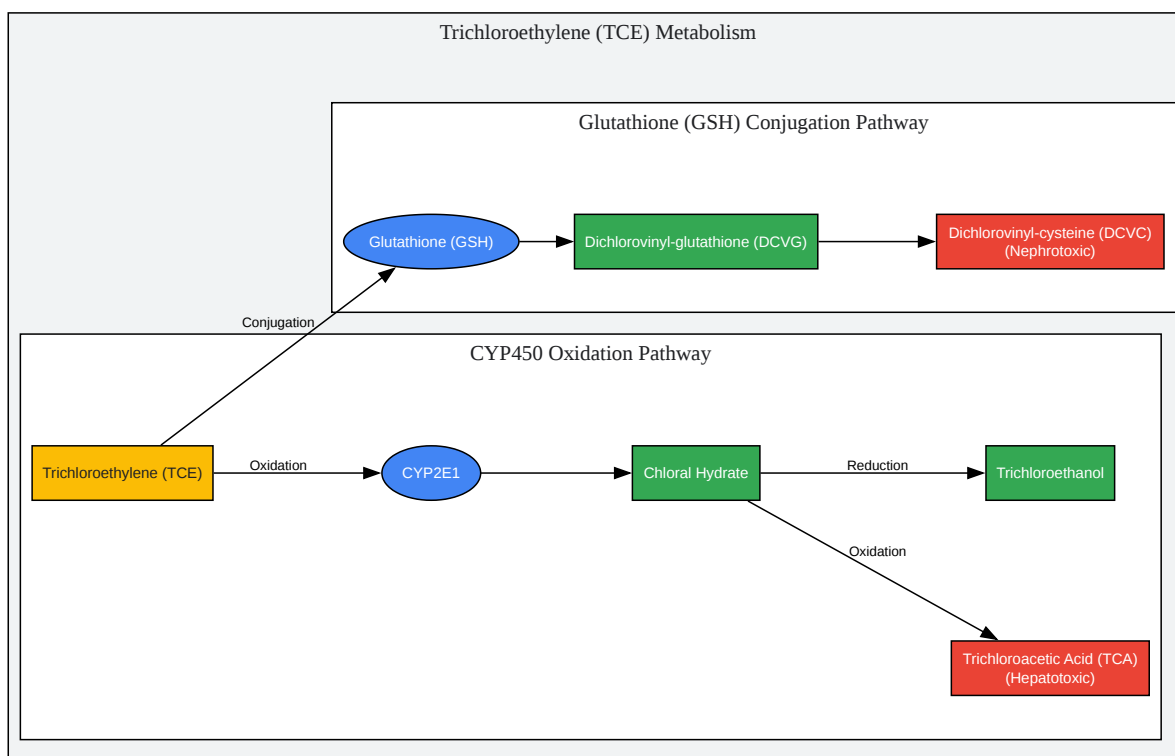 Trichloroethylene (TCE) Metabolism
Glutathione (GSH) Conjugation Pathway
Glutathione (GSH)
Dichlorovinyl-glutathione (DCVG)
Dichlorovinyl-cysteine (DCVC)
(Nephrotoxic)
Conjugation
CYP450 Oxidation Pathway
Trichloroethylene (TCE)
Oxidation
CYP2E1
Chloral Hydrate
Reduction
Trichloroethanol
Oxidation
Trichloroacetic Acid (TCA)
(Hepatotoxic)